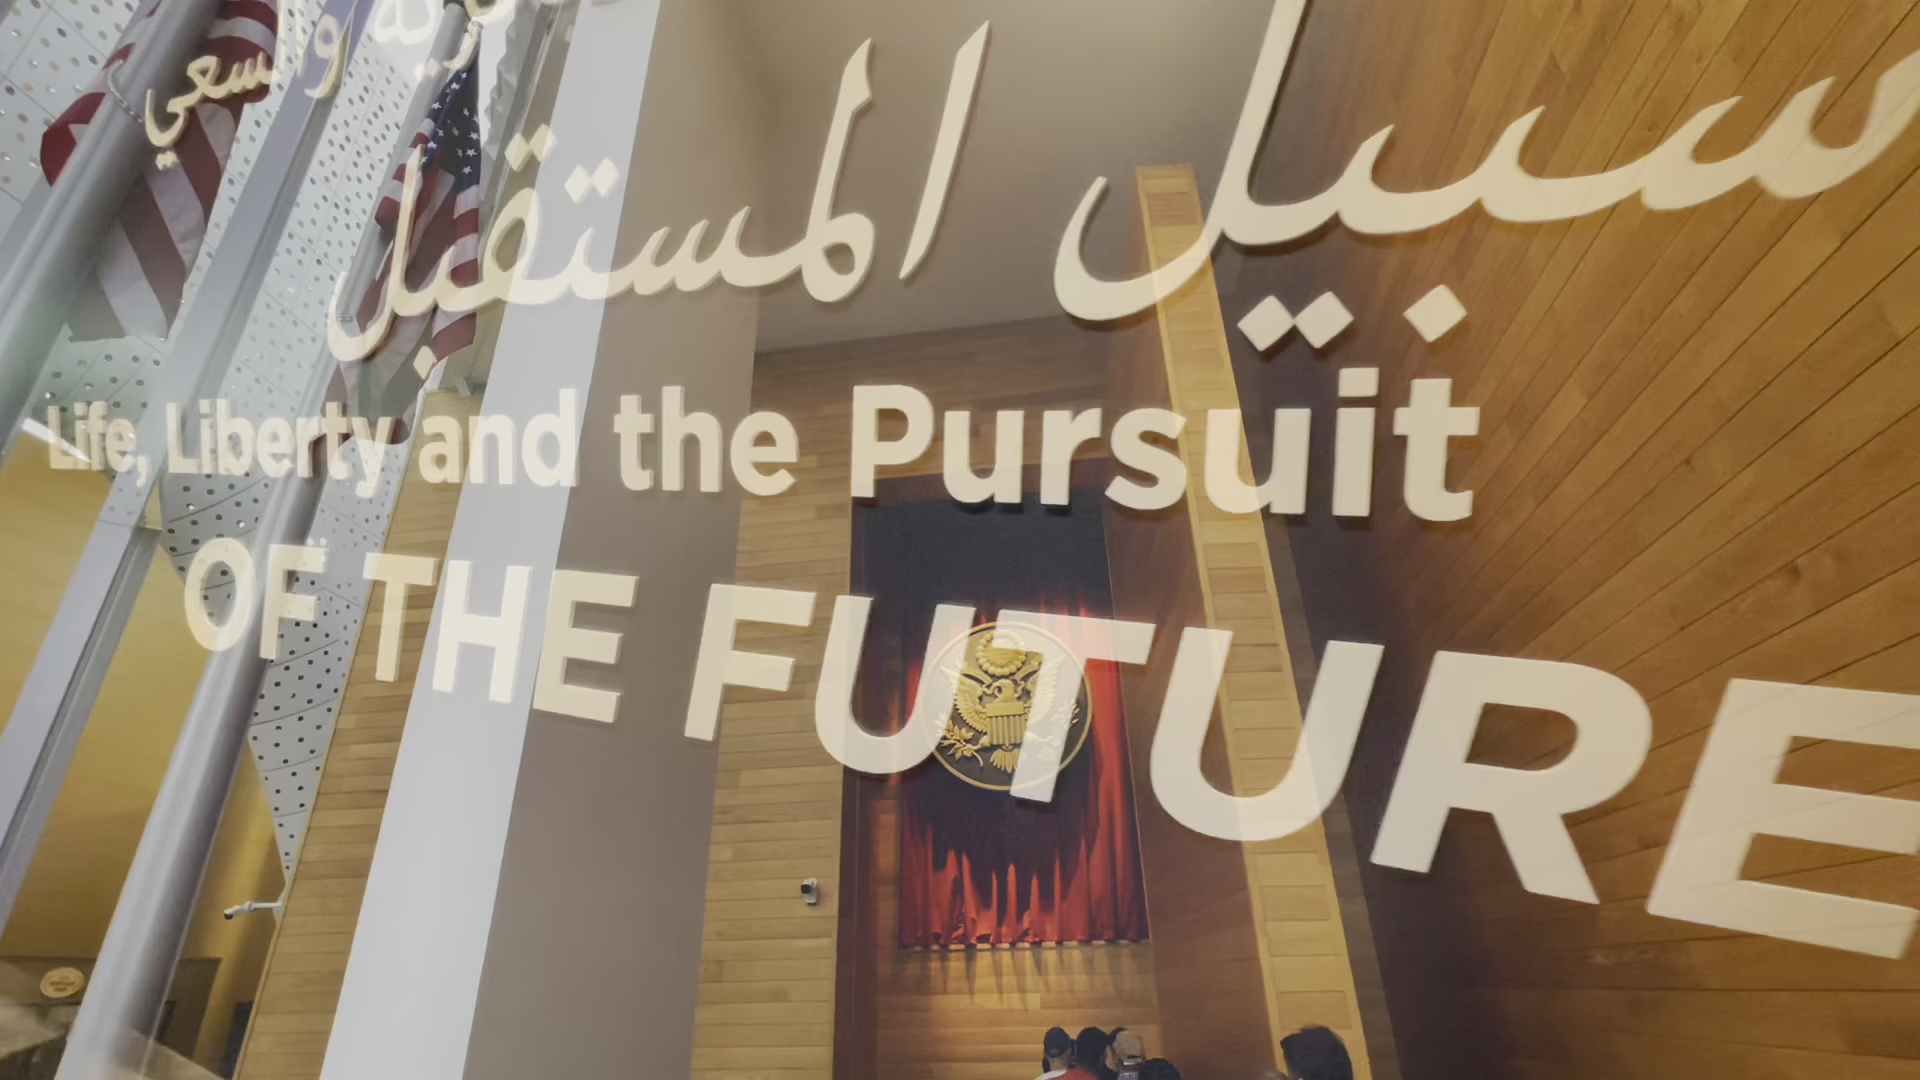 والسعي
سبيل المستقبل
Life, Liberty and the Pursuit
OF THE FUTURE